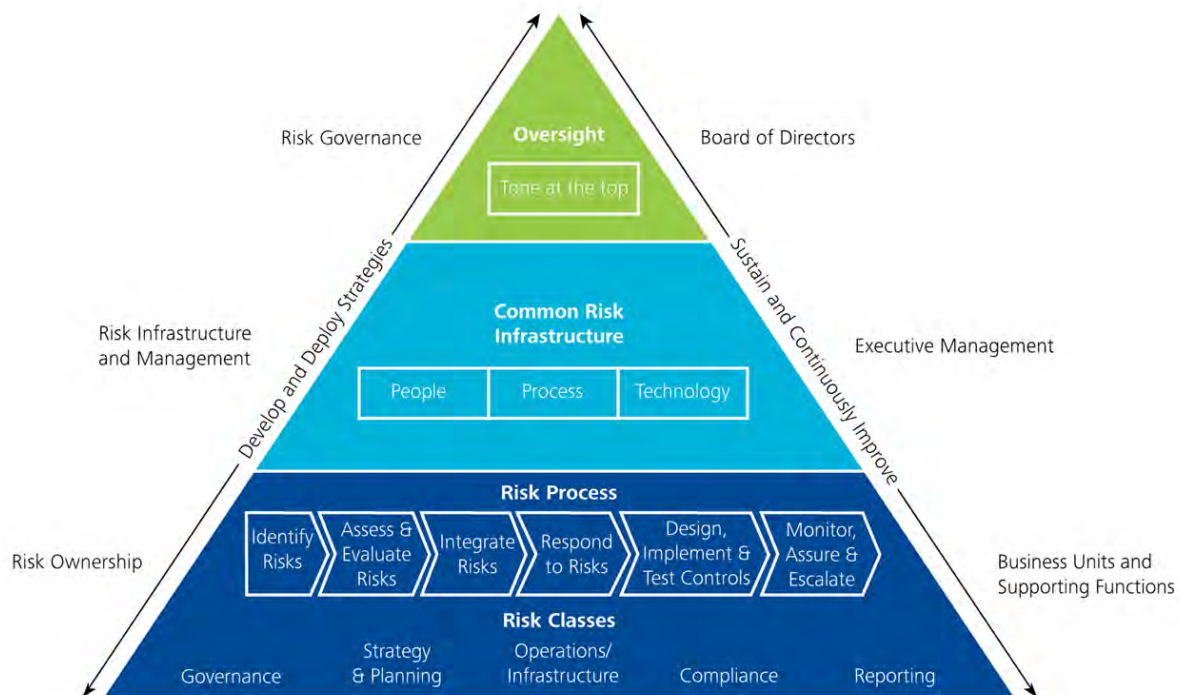 Risk Governance
Oversight
Tone at the top
Board of Directors
Develop and Deploy Strategies
Sustain and Continuously Improve
Risk Infrastructure
and Management
Common Risk
Infrastructure
People
Process
Technology
Executive Management
Risk Ownership
Risk Process
Identify
Risks
Assess &
Evaluate
Risks
Integrate
Risks
Respond
to Risks
Design,
Implement &
Test Controls
Monitor,
Assure &
Escalate
Business Units and
Supporting Functions
Risk Classes
Governance
Strategy
& Planning
Operations/
Infrastructure
Compliance
Reporting